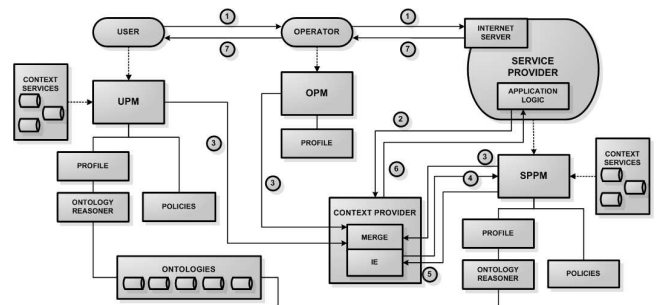 1
1
USER
OPERATOR
INTERNET
SERVER
7
7
SERVICE
PROVIDER
CONTEXT
SERVICES
UPM
OPM
APPLICATION
LOGIC
2
3
PROFILE
6
3
CONTEXT
SERVICES
PROFILE
3
4
SPPM
ONTOLOGY
REASONER
POLICIES
CONTEXT PROVIDER
MERGE
PROFILE
IE
5
ONTOLOGIES
ONTOLOGY
REASONER
POLICIES